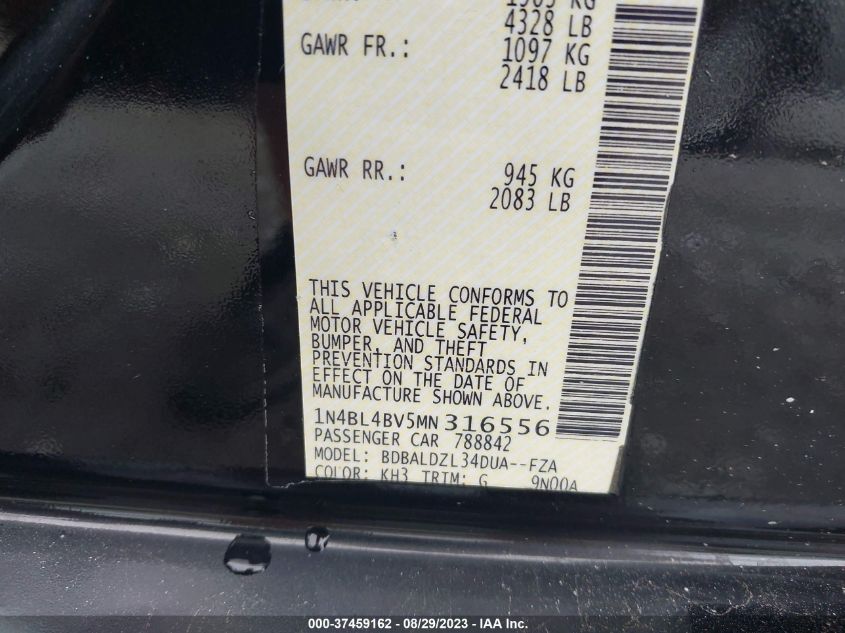 4328 LB
GAWR FR.: 1097 KG
2418 LB
GAWR RR.: 945 KG
2083 LB
THIS VEHICLE CONFORMS TO
ALL APPLICABLE FEDERAL
MOTOR VEHICLE SAFETY,
BUMPER, AND THEFT
PREVENTION STANDARDS IN
EFFECT ON THE DATE OF
MANUFACTURE SHOWN ABOVE.
1N4BL4BV5MN316556
PASSENGER CAR 788842
MODEL: BDBALDZL34DUA--FZA
COLOR: KH3 TRIM: G 9N00A
000-37459162 - 08/29/2023 - IAA Inc.